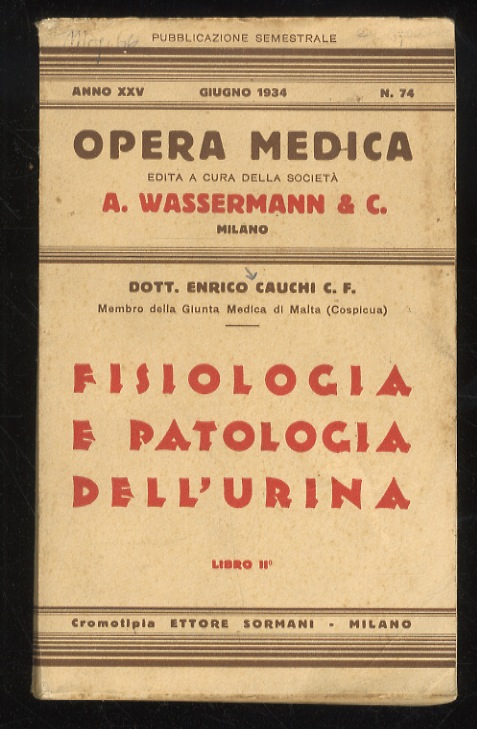 PUBBLICAZIONE SEMESTRALE
ANNO XXV GIUGNO 1934 N. 74
OPERA MEDICA
EDITA A CURA DELLA SOCIETÀ
A. WASSERMANN & C.
MILANO
DOTT. ENRICO CAUCHI C. F.
Membro della Giunta Medica di Malta (Cospicua)
FISIOLOGIA
E PATOLOGIA
DELL'URINA
LIBRO II°
Cromotipia ETTORE SORMANI - MILANO